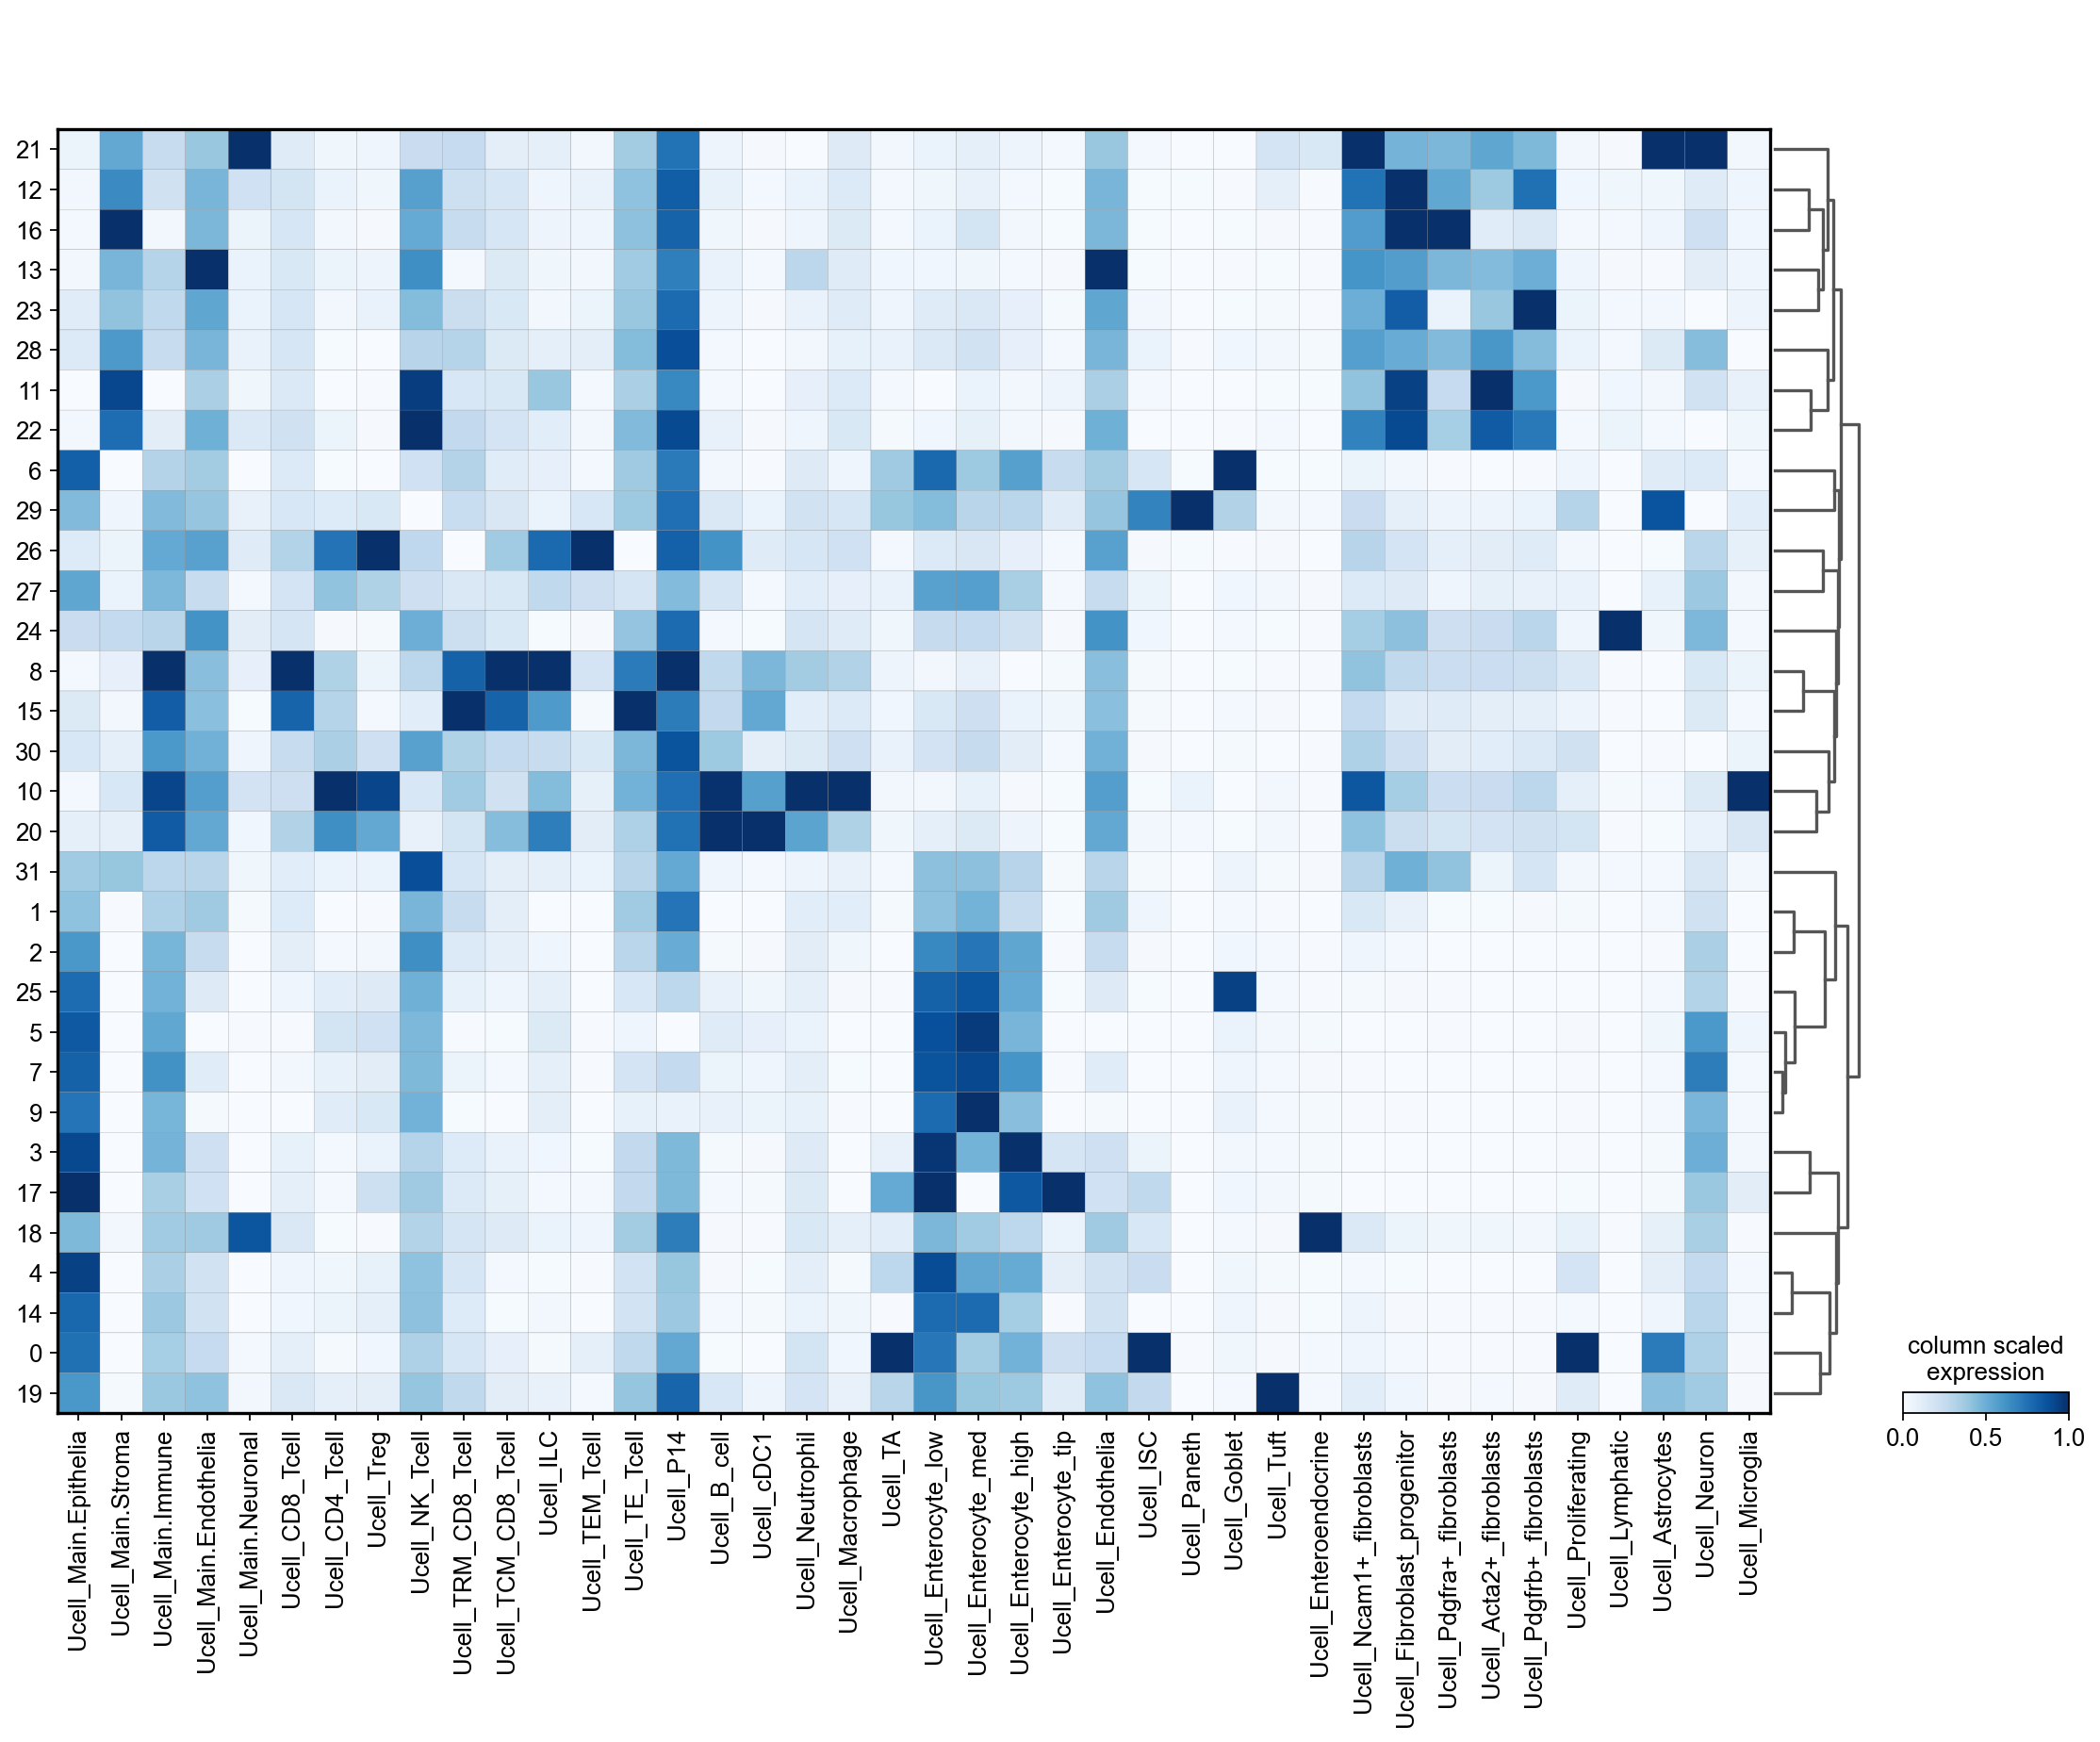 21
12
16
13
23
28
11
22
6
29
26
27
24
8
15
30
10
20
31
1
2
25
5
7
9
3
17
18
4
14
0
19
Ucell_Main.Epithelia
Ucell_Main.Stroma
Ucell_Main.Immune
Ucell_Main.Endothelia
Ucell_Main.Neuronal
Ucell_CD8_Tcell
Ucell_CD4_Tcell
Ucell_Treg
Ucell_NK_Tcell
Ucell_TRM_CD8_Tcell
Ucell_TCM_CD8_Tcell
Ucell_ILC
Ucell_TEM_Tcell
Ucell_TE_Tcell
Ucell_P14
Ucell_B_cell
Ucell_cDC1
Ucell_Neutrophil
Ucell_Macrophage
Ucell_TA
Ucell_Enterocyte_low
Ucell_Enterocyte_med
Ucell_Enterocyte_high
Ucell_Enterocyte_tip
Ucell_Endothelia
Ucell_ISC
Ucell_Paneth
Ucell_Goblet
Ucell_Tuft
Ucell_Enteroendocrine
Ucell_Ncam1+_fibroblasts
Ucell_Fibroblast_progenitor
Ucell_Pdgfra+_fibroblasts
Ucell_Acta2+_fibroblasts
Ucell_Pdgfrb+_fibroblasts
Ucell_Proliferating
Ucell_Lymphatic
Ucell_Astrocytes
Ucell_Neuron
Ucell_Microglia
column scaled
expression
0.0 0.5 1.0